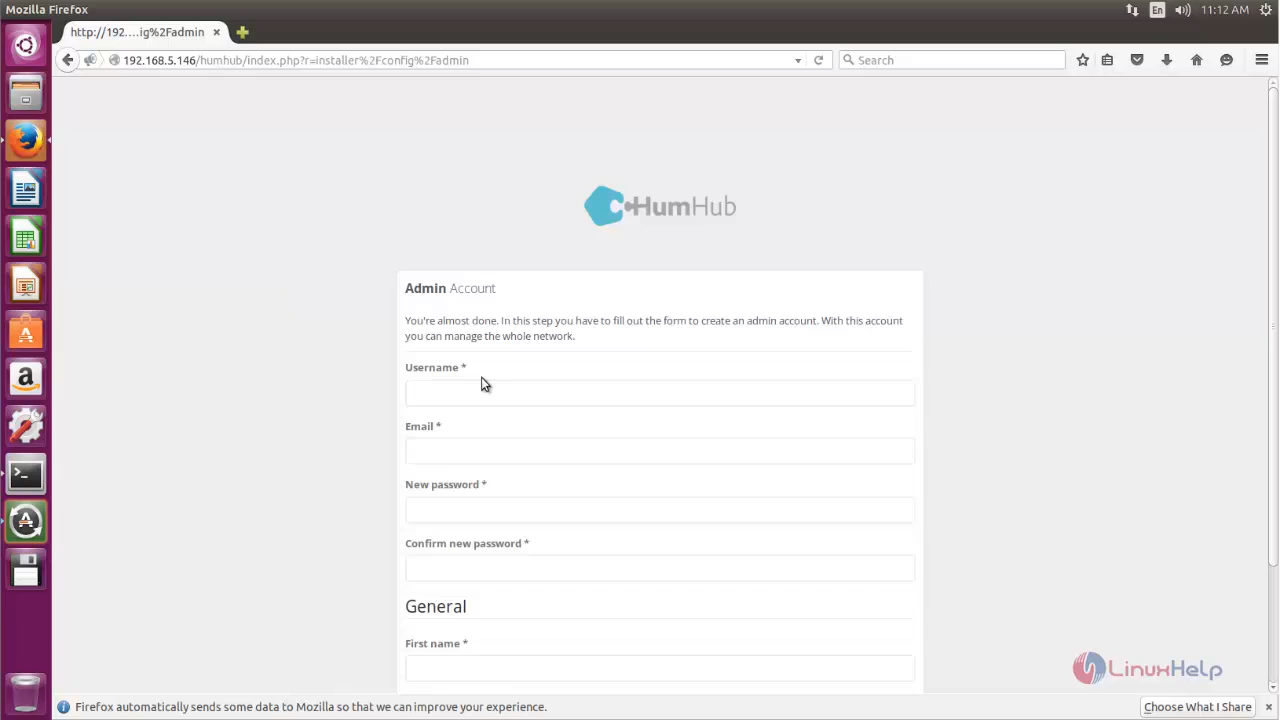 Mozilla Firefox
En
11:12 AM
http://192....ig%2Fadmin
192.168.5.146/humhub/index.php?r=installer%2Fconfig%2Fadmin
Search
HumHub
Admin Account
You're almost done. In this step you have to fill out the form to create an admin account. With this account
you can manage the whole network.
Username *
Email *
New password *
Confirm new password *
General
First name *
LinuxHelp
Firefox automatically sends some data to Mozilla so that we can improve your experience.
Choose What I Share